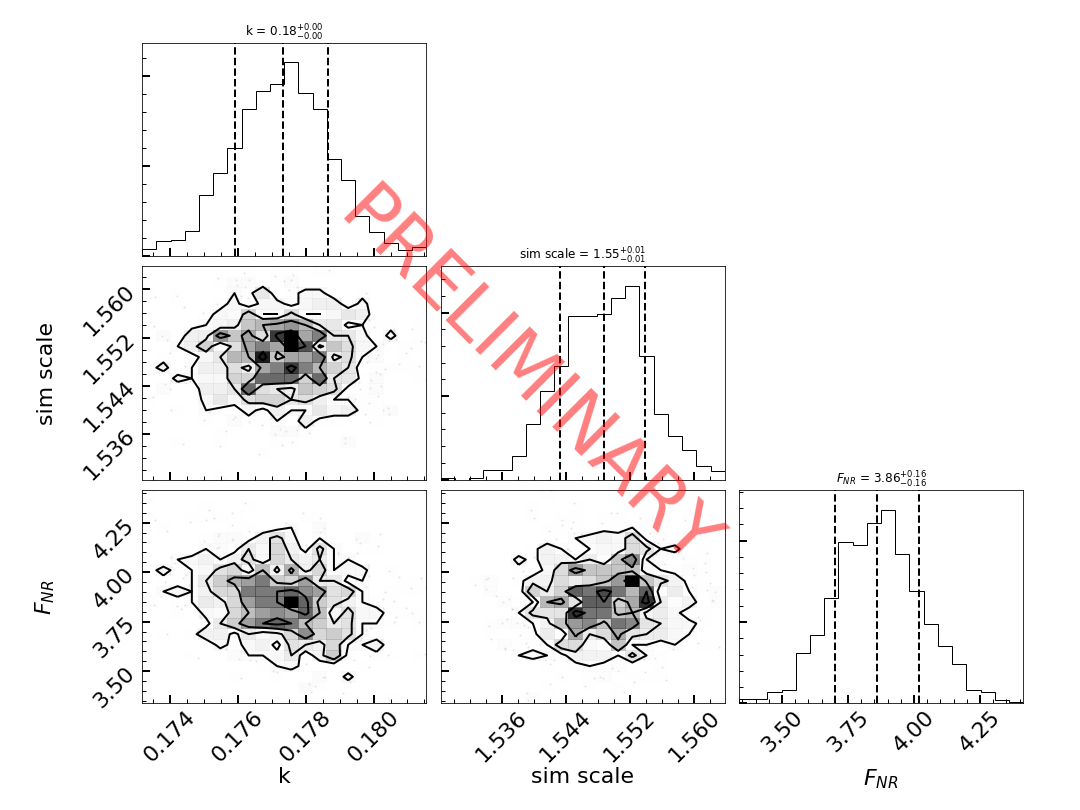 k = 0.18+0.00−0.00
PRELIMINARY
sim scale = 1.55+0.01−0.01
sim scale
1.560
1.552
1.544
1.536
F_NR = 3.86+0.16−0.16
F_NR
4.25
4.00
3.75
3.50
0.174 0.176 0.178 0.180
1.536 1.544 1.552 1.560
3.50 3.75 4.00 4.25
k
sim scale
F_NR